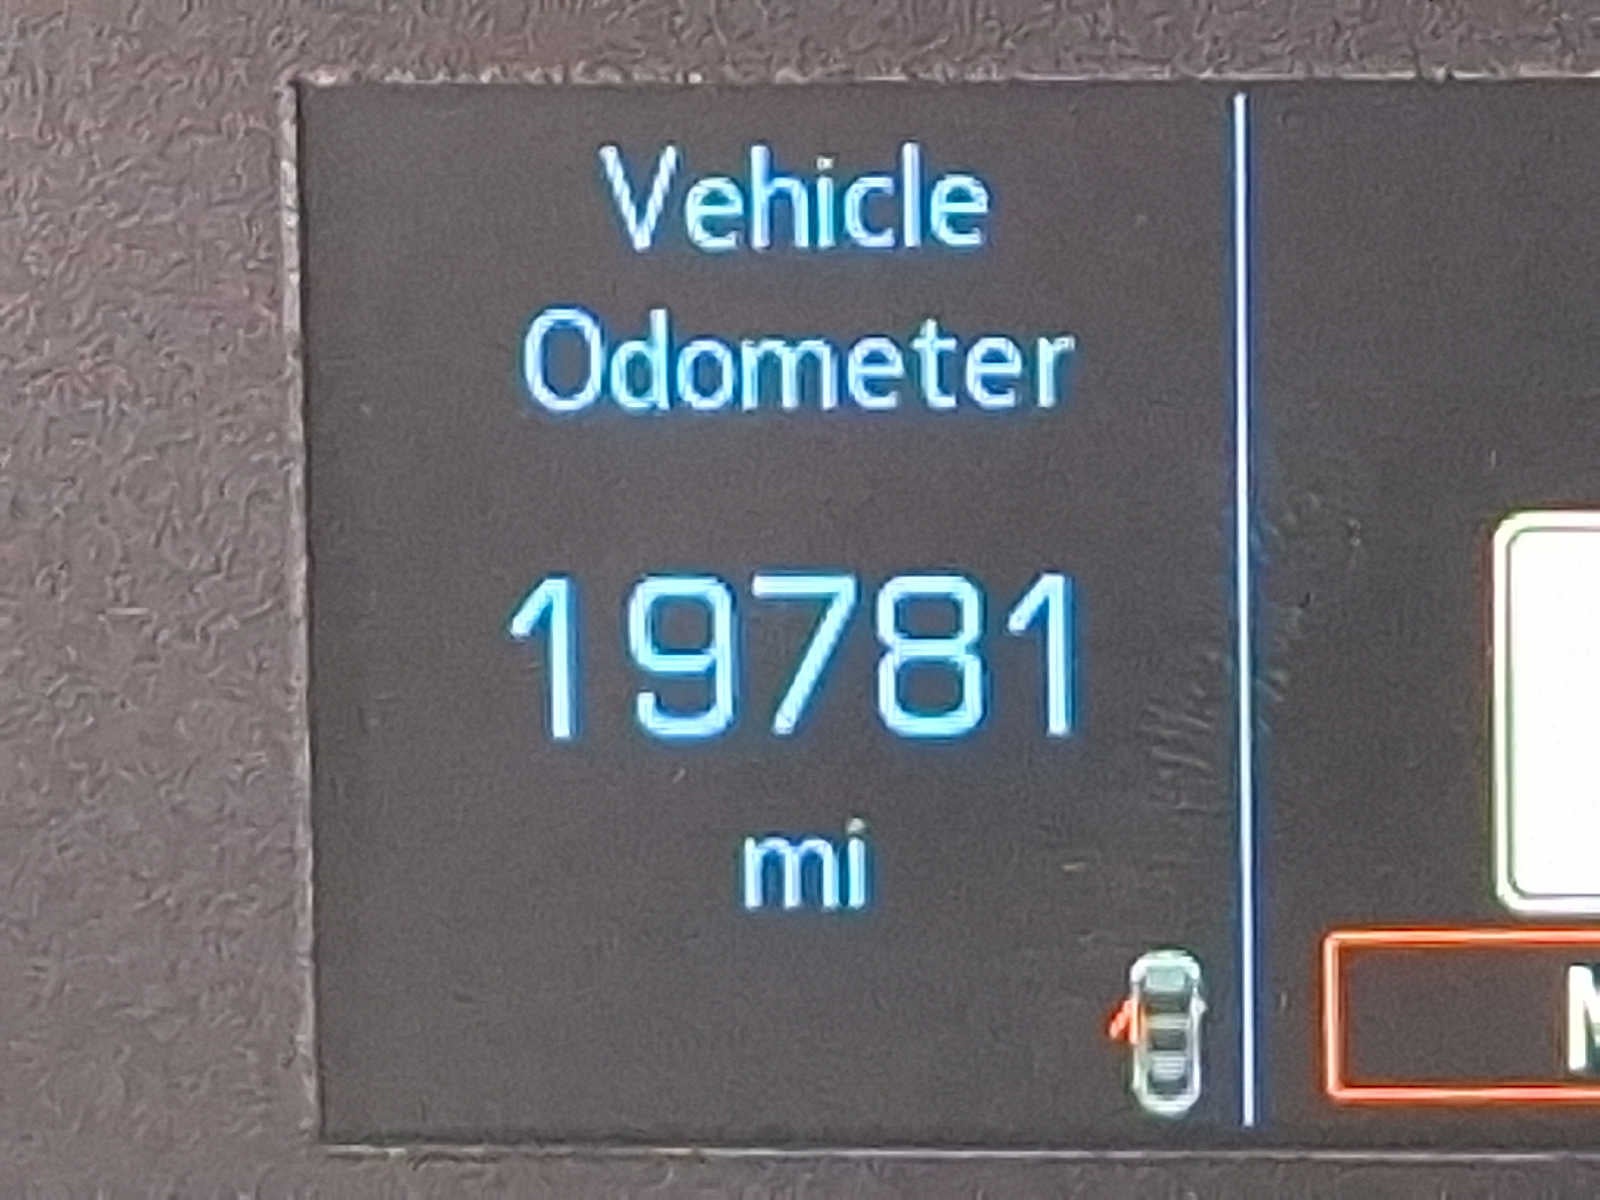 Vehicle
Odometer
19781
mi